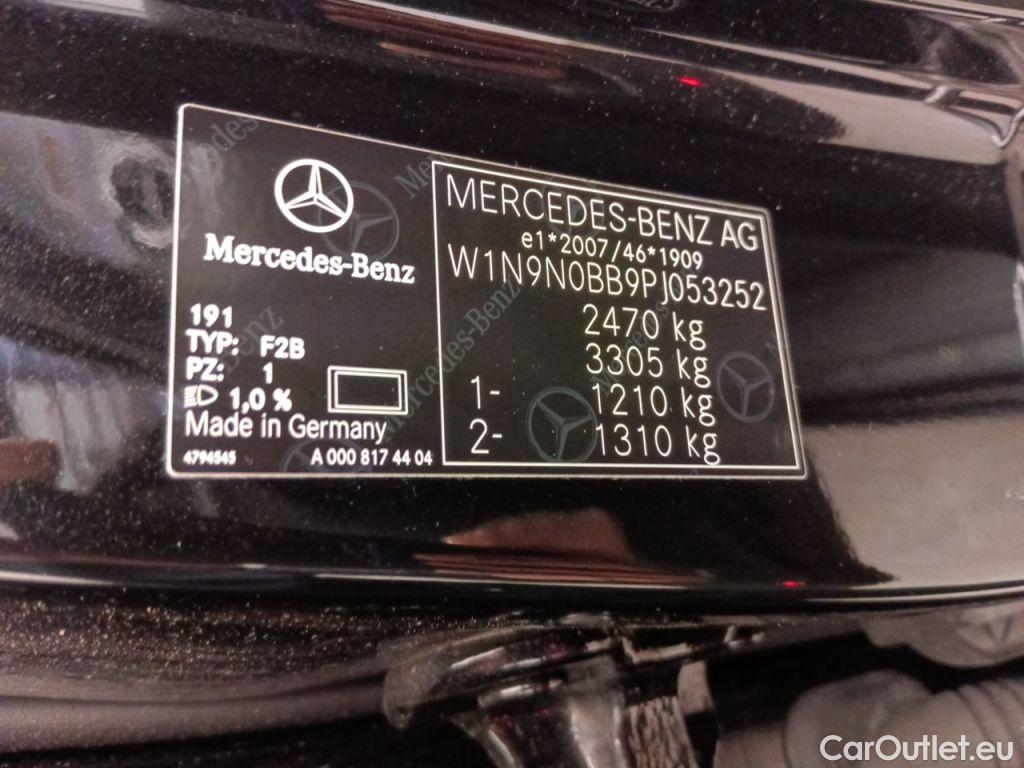 Mercedes-Benz
191
TYP: F2B
PZ: 1
1,0 %
Made in Germany
4794545 A 000 817 44 04
MERCEDES-BENZ AG
e1*2007/46*1909
W1N9N0BB9PJ053252
2470 kg
3305 kg
1- 1210 kg
2- 1310 kg
CarOutlet.eu